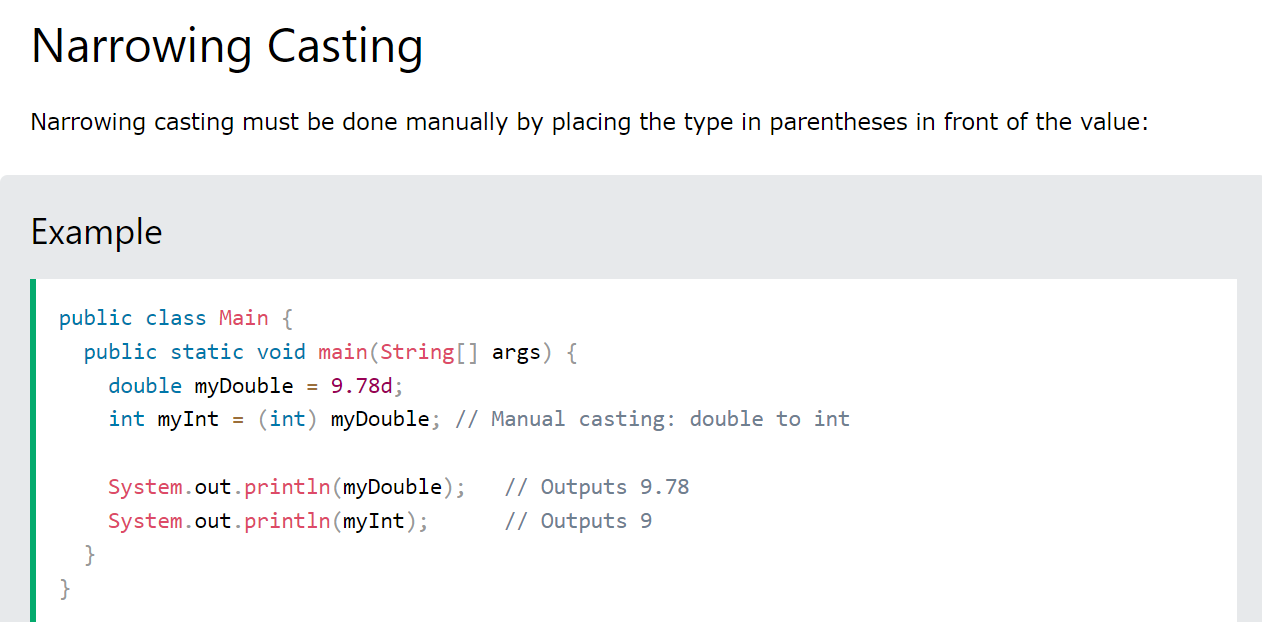 Narrowing Casting
Narrowing casting must be done manually by placing the type in parentheses in front of the value:
Example
public class Main {
  public static void main(String[] args) {
    double myDouble = 9.78d;
    int myInt = (int) myDouble; // Manual casting: double to int

    System.out.println(myDouble);   // Outputs 9.78
    System.out.println(myInt);      // Outputs 9
  }
}